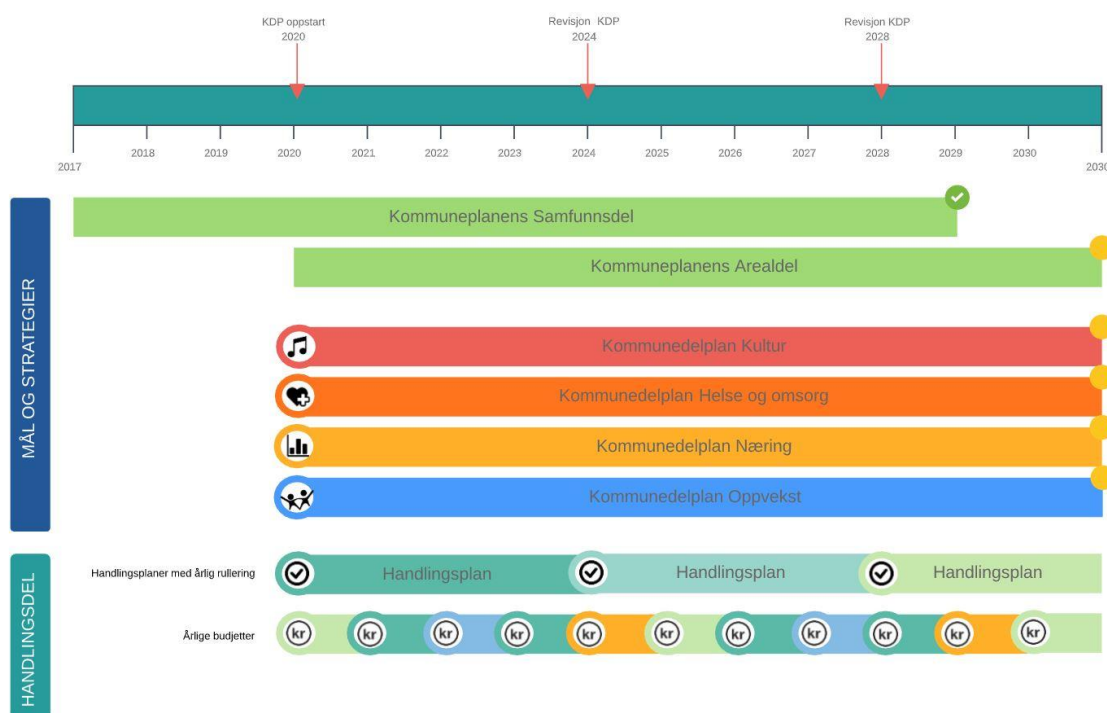 KDP oppstart
2020
Revisjon KDP
2024
Revisjon KDP
2028
2017
2018
2019
2020
2021
2022
2023
2024
2025
2026
2027
2028
2029
2030
2030
MÅL OG STRATEGIER
Kommuneplanens Samfunnsdel
Kommuneplanens Arealdel
Kommunedelplan Kultur
Kommunedelplan Helse og omsorg
Kommunedelplan Næring
Kommunedelplan Oppvekst
HANDLINGSDEL
Handlingsplaner med årlig rullering
Handlingsplan
Handlingsplan
Handlingsplan
Årlige budjetter
kr kr kr kr kr kr kr kr kr kr kr